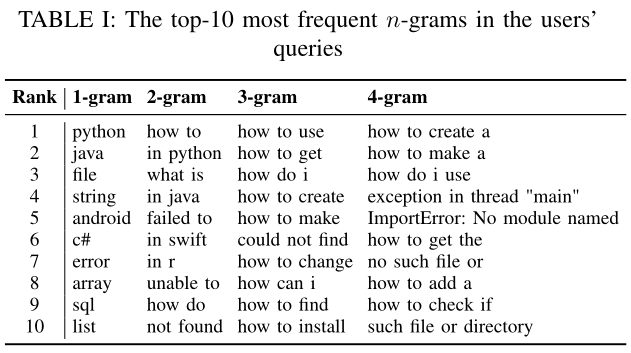 TABLE I: The top-10 most frequent n-grams in the users'
queries
Rank 1-gram 2-gram 3-gram 4-gram
1 python how to how to use how to create a
2 java in python how to get how to make a
3 file what is how do i how do i use
4 string in java how to create exception in thread "main"
5 android failed to how to make ImportError: No module named
6 c# in swift could not find how to get the
7 error in r how to change no such file or
8 array unable to how can i how to add a
9 sql how do how to find how to check if
10 list not found how to install such file or directory